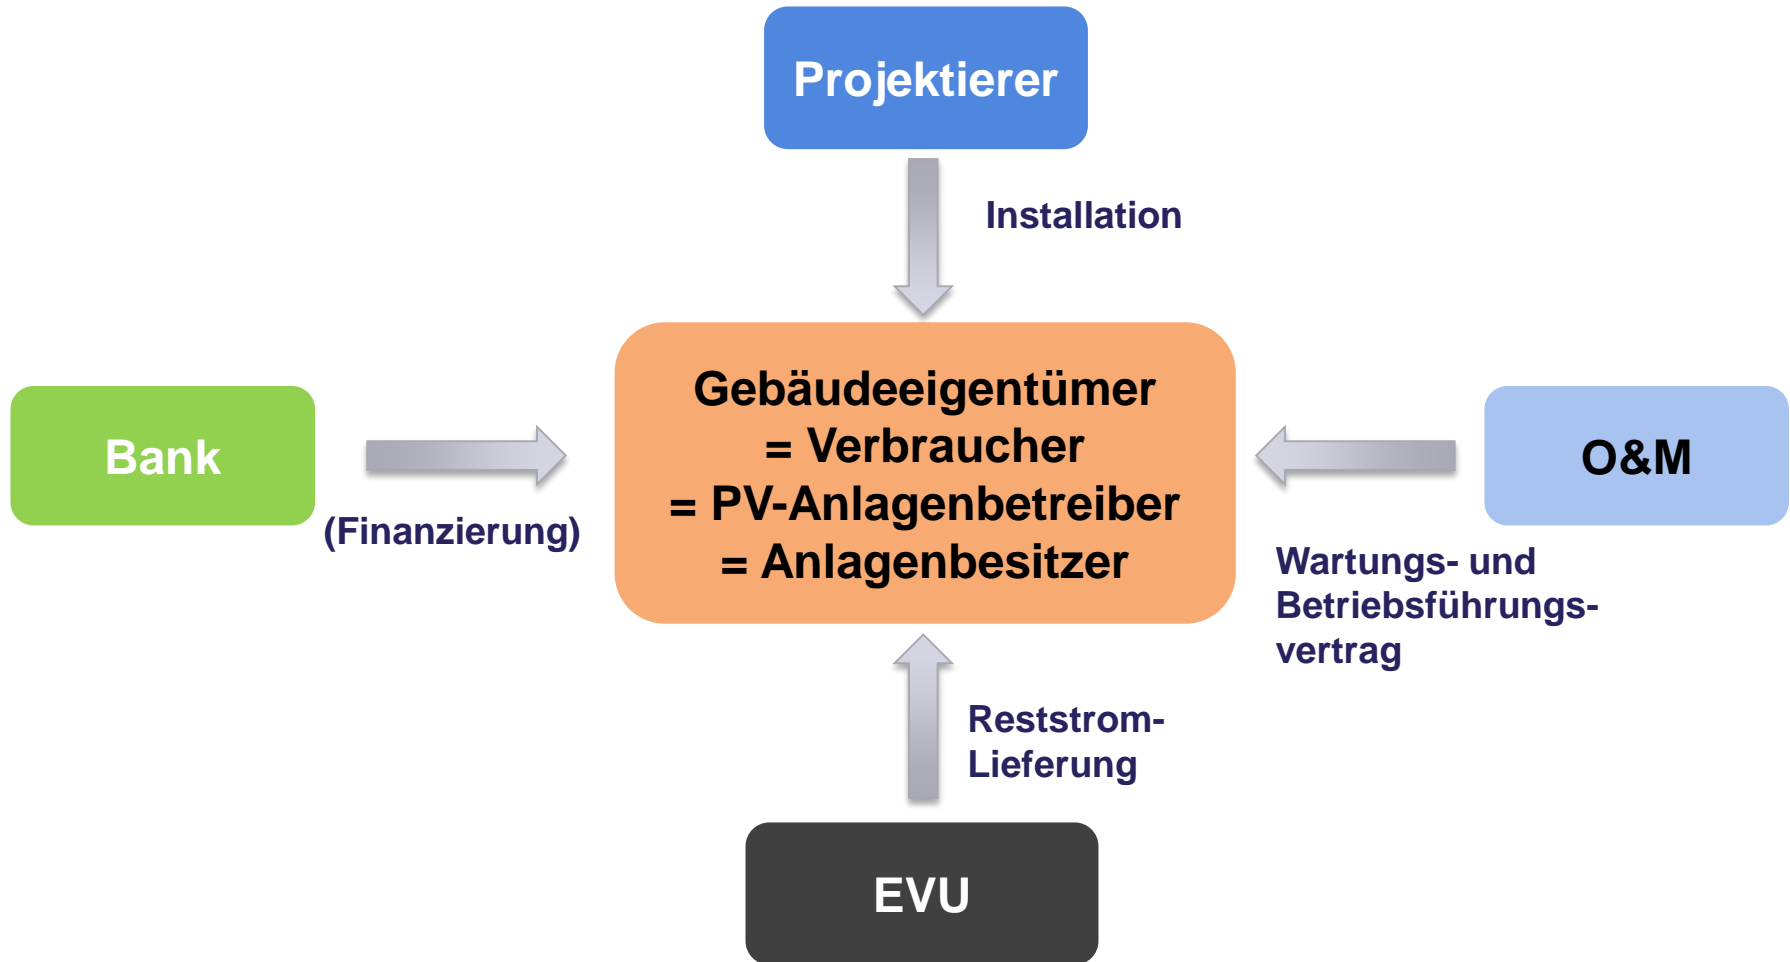 Projektierer
Installation
Gebäudeeigentümer
= Verbraucher
= PV-Anlagenbetreiber
= Anlagenbesitzer
Bank
(Finanzierung)
O&M
Wartungs- und
Betriebsführungs-
vertrag
Reststrom-
Lieferung
EVU